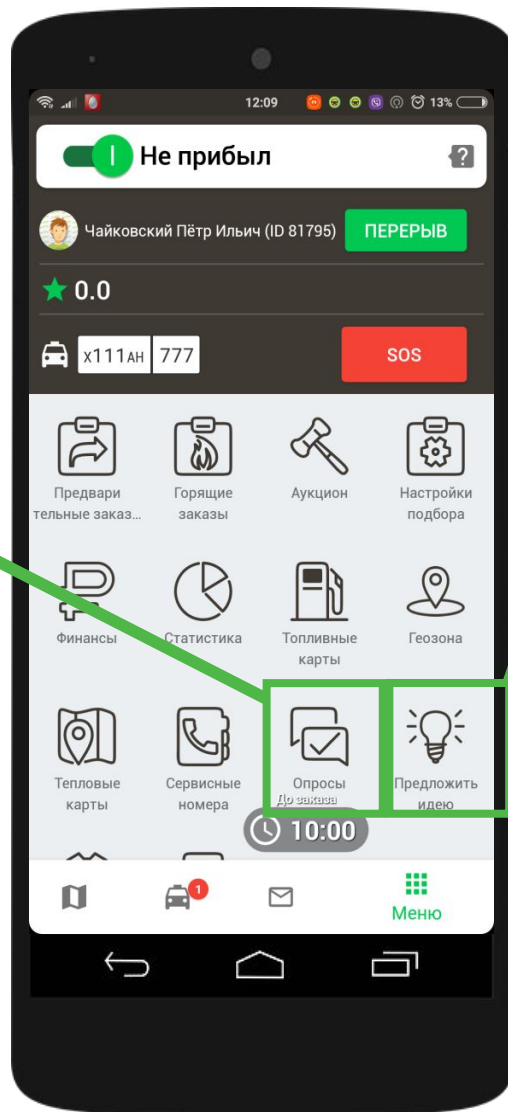 12:09
13%
Не прибыл
?
Чайковский Пётр Ильич (ID 81795)
ПЕРЕРЫВ
0.0
х111АН 777
SOS
Предвари
тельные заказ...
Горящие
заказы
Аукцион
Настройки
подбора
Финансы
Статистика
Топливные
карты
Геозона
Тепловые
карты
Сервисные
номера
Опросы
Предложить
идею
До заказа
10:00
1
Меню